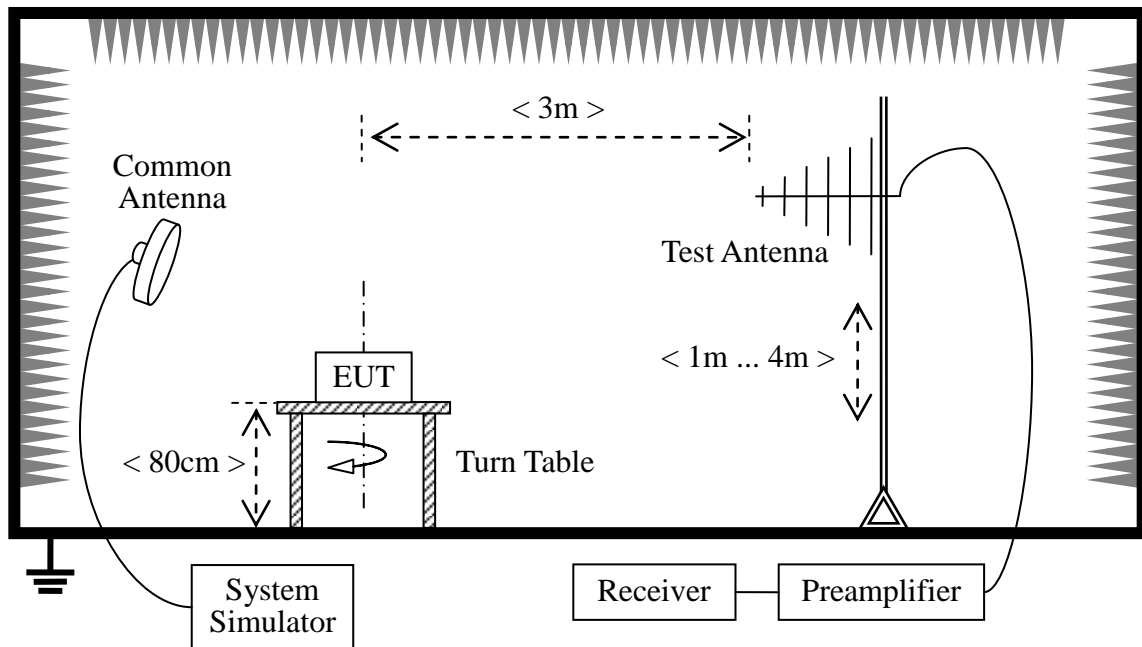 < 3m >
Common
Antenna
Test Antenna
< 1m ... 4m >
EUT
< 80cm >
Turn Table
System
Simulator
Receiver
Preamplifier